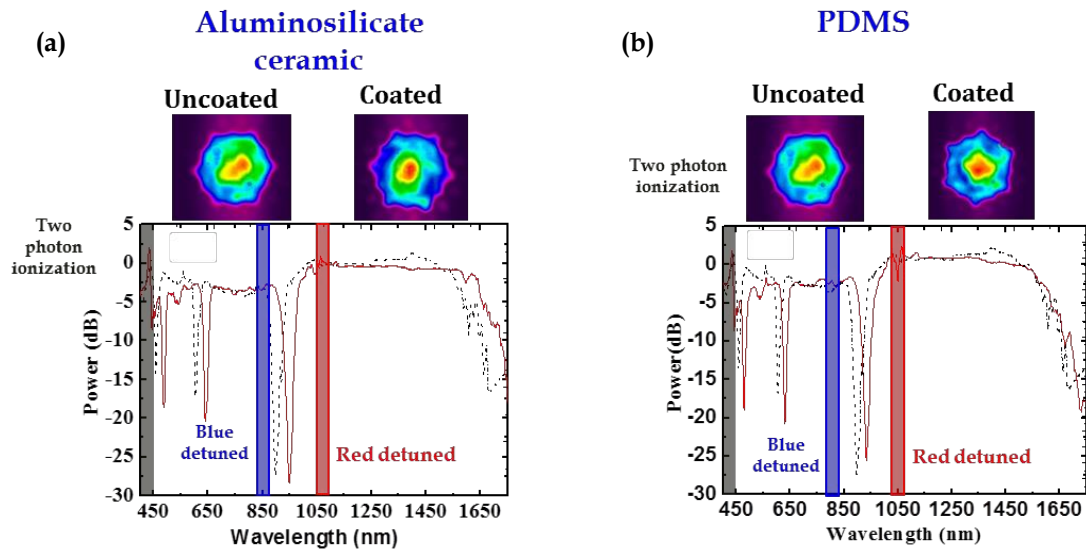 (a)
Aluminosilicate
ceramic
Uncoated
Coated
Two
photon
ionization
5
0
-5
-10
-15
-20
-25
-30
Power (dB)
Blue
detuned
Red detuned
450
650
850
1050
1250
1450
1650
Wavelength (nm)
(b)
PDMS
Uncoated
Coated
Two photon
ionization
5
0
-5
-10
-15
-20
-25
-30
Power(dB)
Blue
detuned
Red detuned
450
650
850
1050
1250
1450
1650
Wavelength (nm)